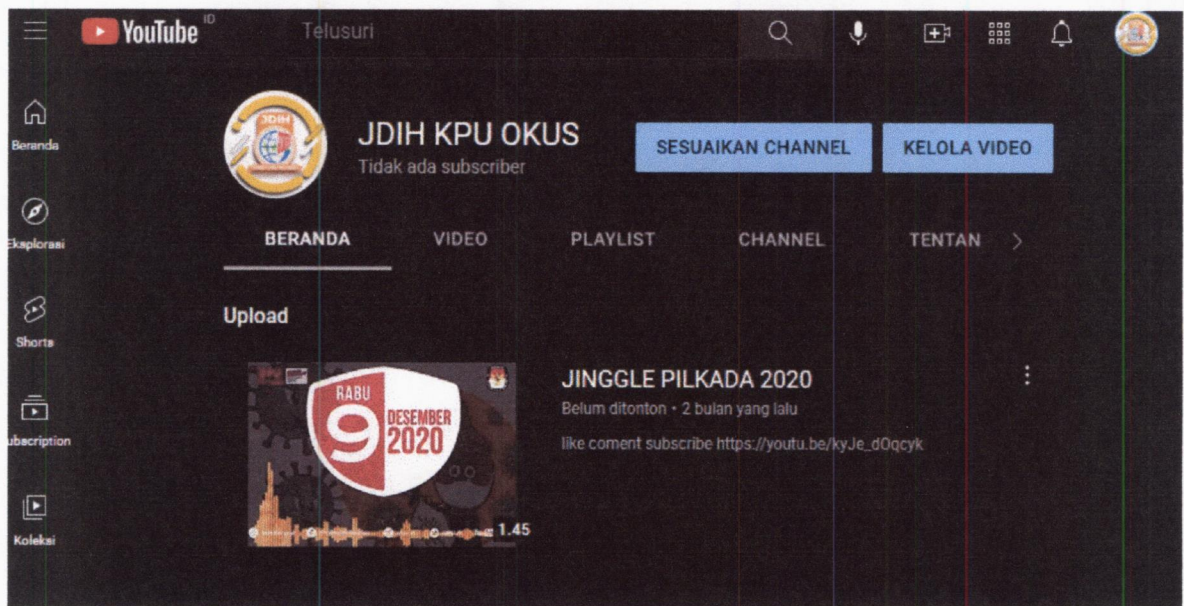 YouTube ID
Telusuri
JDIH
JDIH KPU OKUS
Tidak ada subscriber
SESUAIKAN CHANNEL
KELOLA VIDEO
Beranda
Eksplorasi
Shorts
ubscription
Koleksi
BERANDA
VIDEO
PLAYLIST
CHANNEL
TENTAN
Upload
RABU
9
DESEMBER
2020
1.45
JINGGLE PILKADA 2020
Belum ditonton • 2 bulan yang lalu
like coment subscribe https://youtu.be/kyJe_dOqcyk